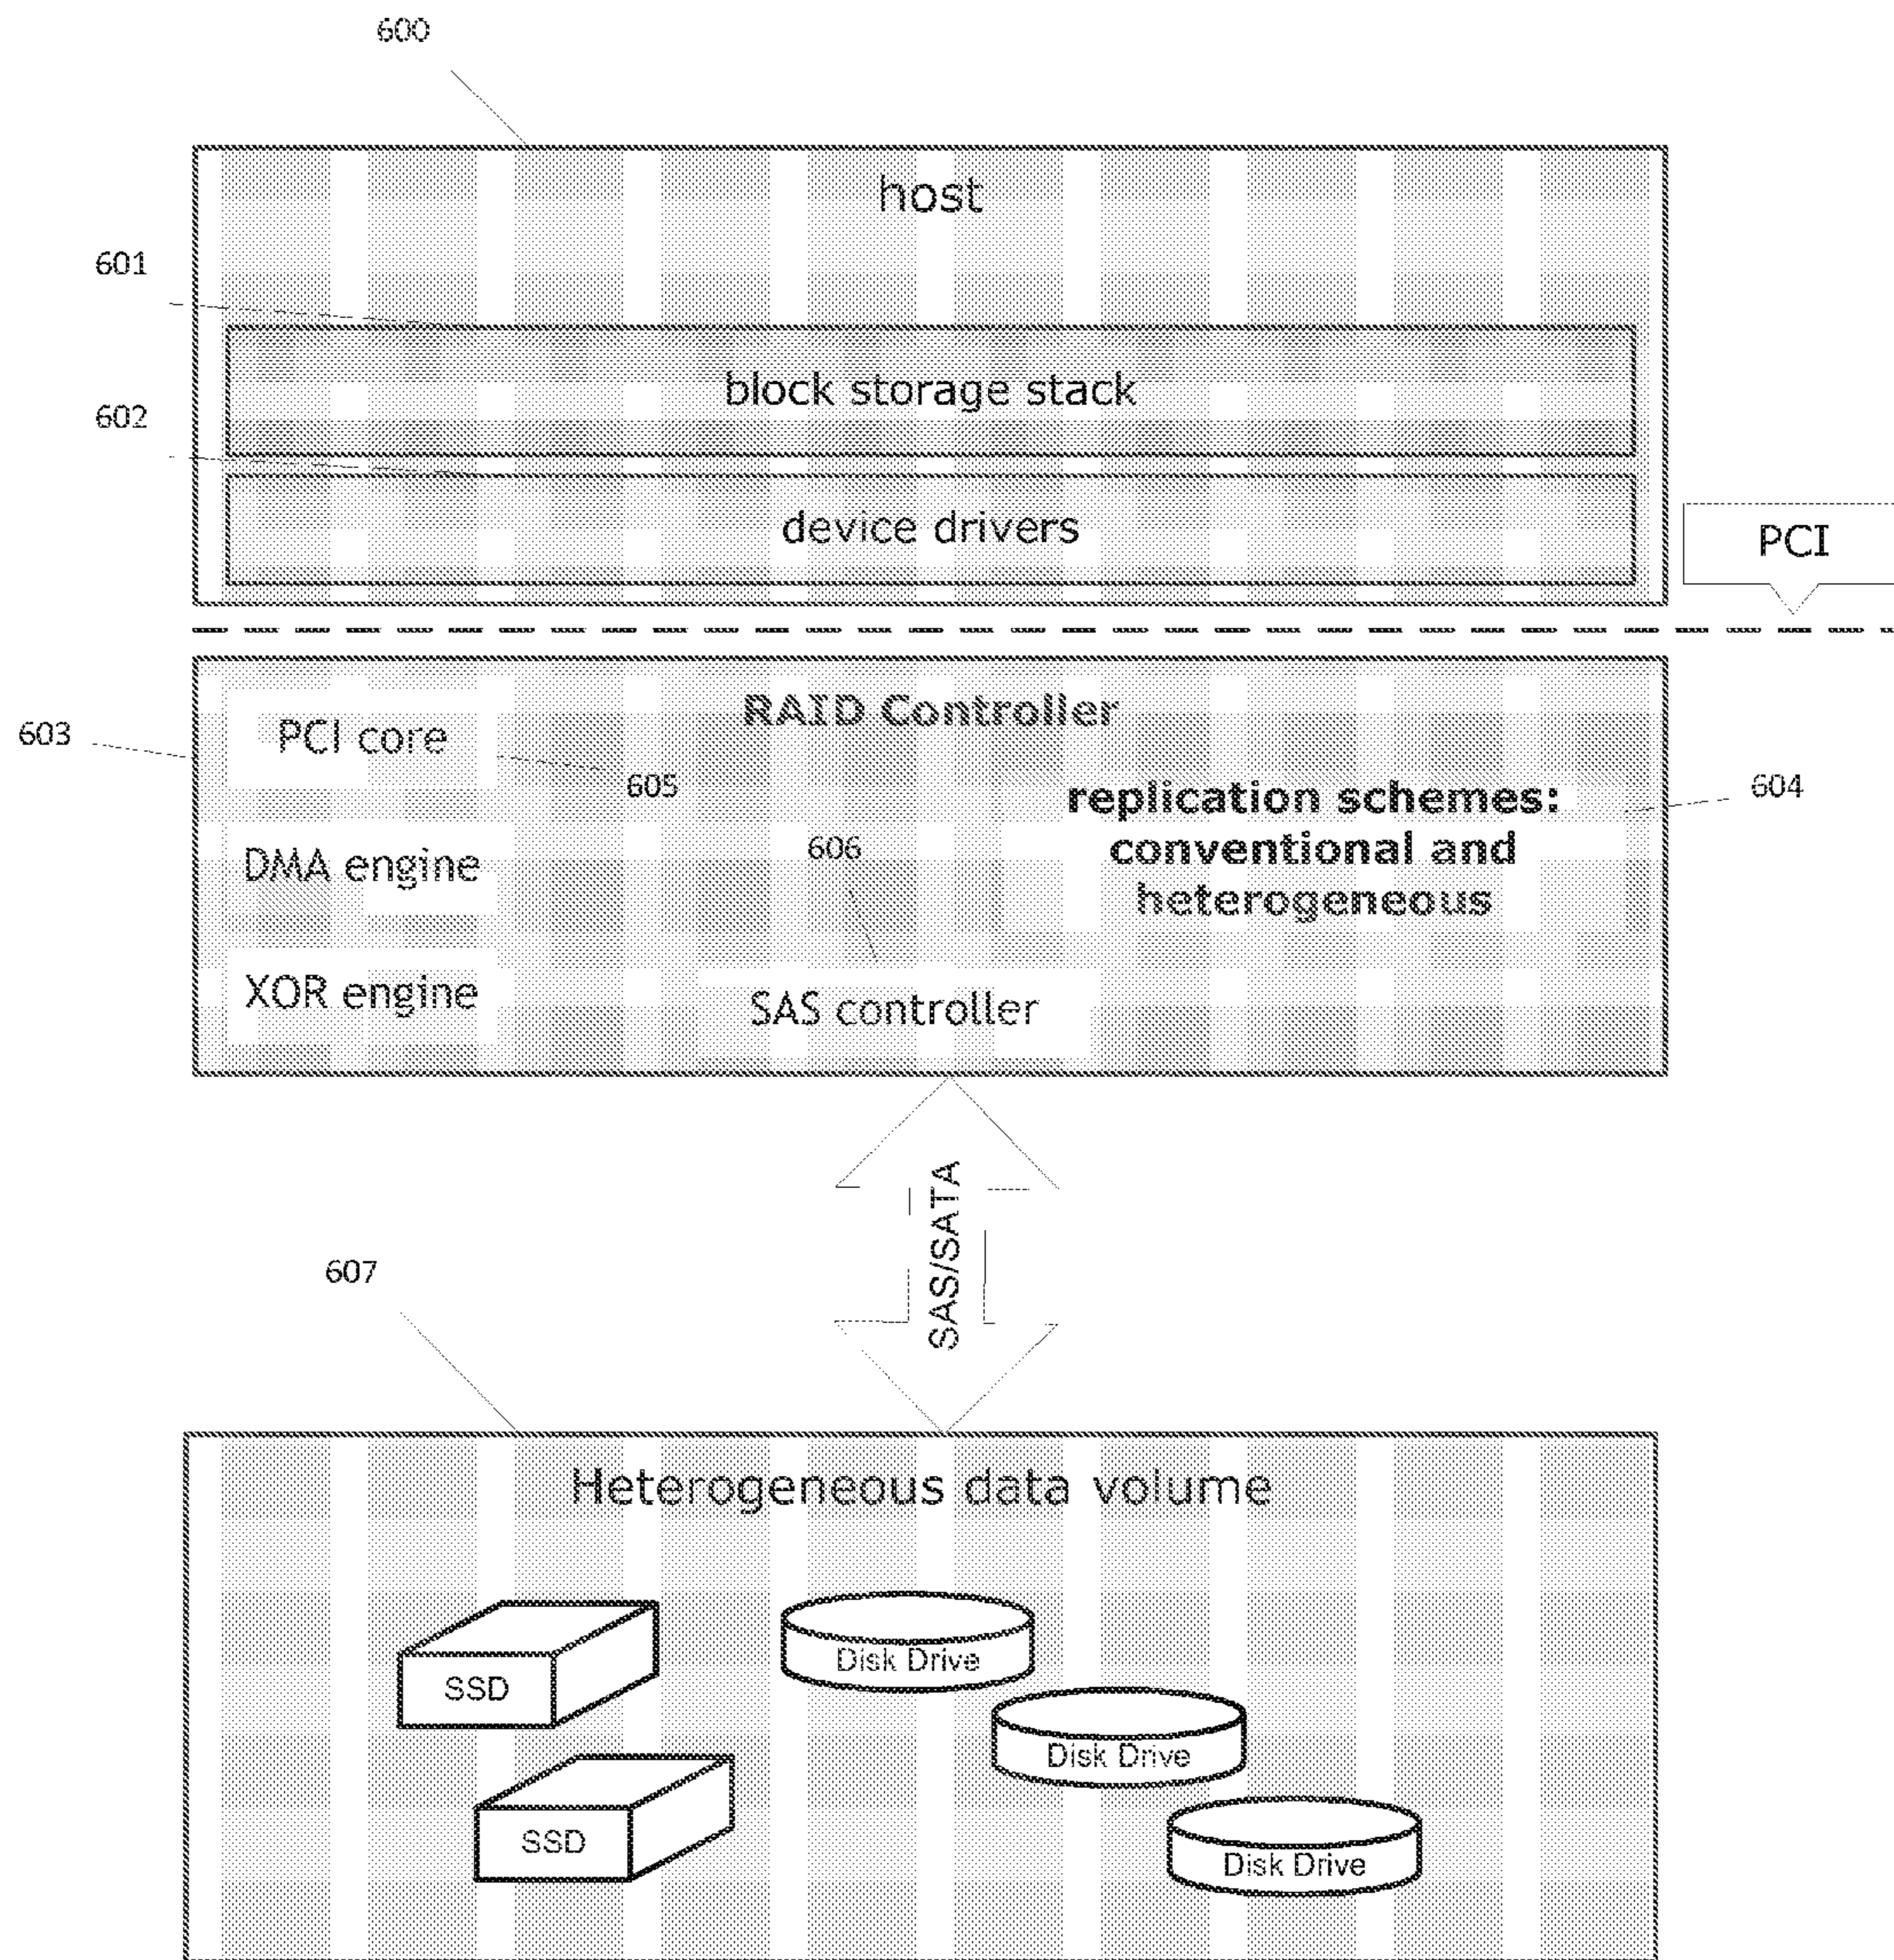 600
host
601
block storage stack
602
device drivers
PCI
RAID Controller
603
PCI core
605
604
replication schemes:
conventional and
heterogeneous
606
DMA engine
XOR engine
SAS controller
SAS/SATA
607
Heterogeneous data volume
SSD
Disk Drive
Disk Drive
SSD
Disk Drive